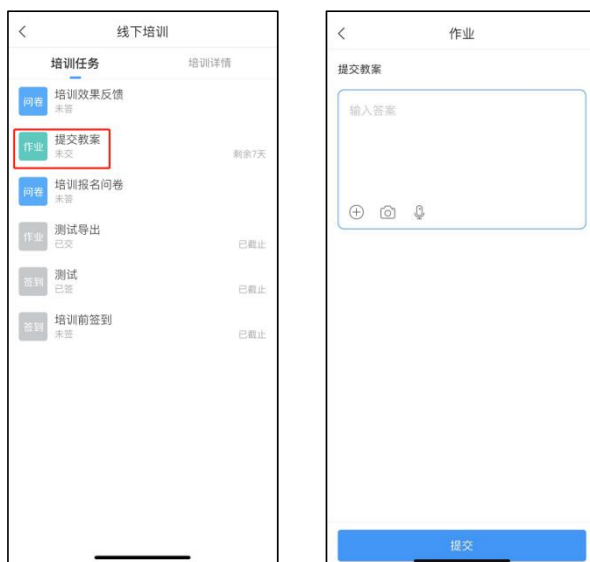 线下培训
培训任务 培训详情
问卷 培训效果反馈
未答
作业 提交教案
未交 剩余7天
问卷 培训报名问卷
未答
作业 测试导出
已交 已截止
签到 测试
已签 已截止
签到 培训前签到
未签 已截止
作业
提交教案
输入答案
提交